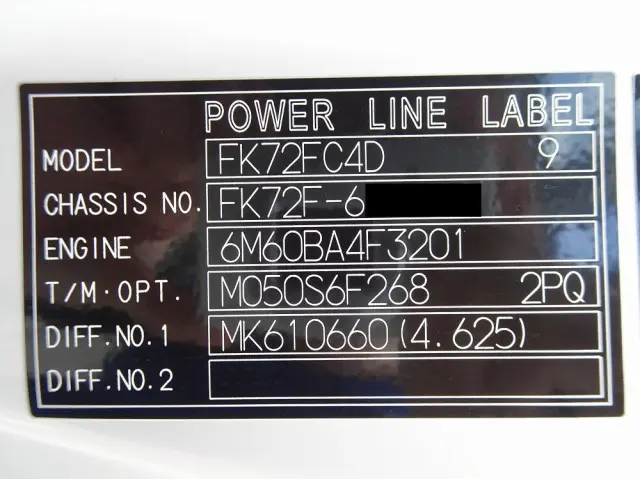 POWER LINE LABEL
MODEL FK72FC4D 9
CHASSIS NO. FK72F-6
ENGINE 6M60BA4F3201
T/M·OPT. M050S6F268 2PQ
DIFF.NO.1 MK610660(4.625)
DIFF.NO.2